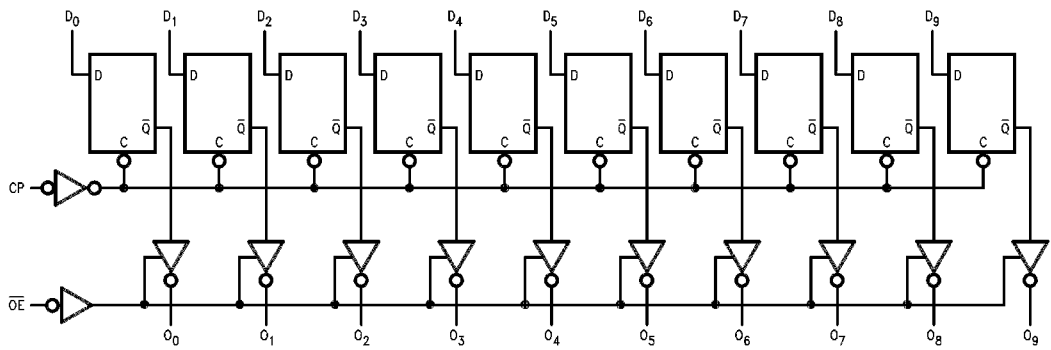 D₀ D₁ D₂ D₃ D₄ D₅ D₆ D₇ D₈ D₉
D D D D D D D D D D
Q̅ Q̅ Q̅ Q̅ Q̅ Q̅ Q̅ Q̅ Q̅ Q̅
C C C C C C C C C C
CP
O̅E̅
O₀ O₁ O₂ O₃ O₄ O₅ O₆ O₇ O₈ O₉